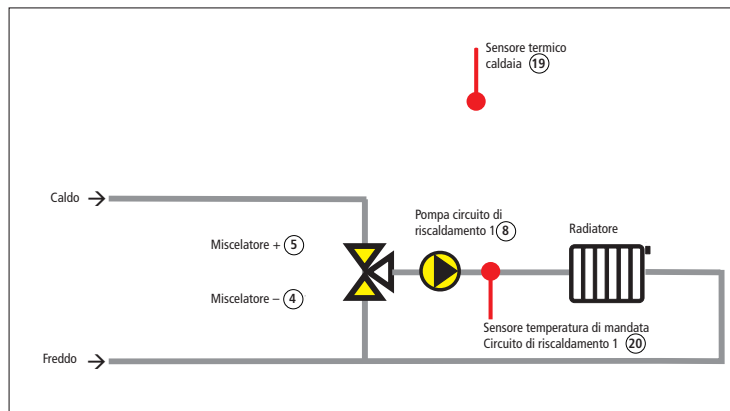 Sensore termico
caldaia 19
Caldo
Pompa circuito di
riscaldamento 1 8
Radiatore
Miscelatore + 5
Miscelatore – 4
Sensore temperatura di mandata
Circuito di riscaldamento 1 20
Freddo